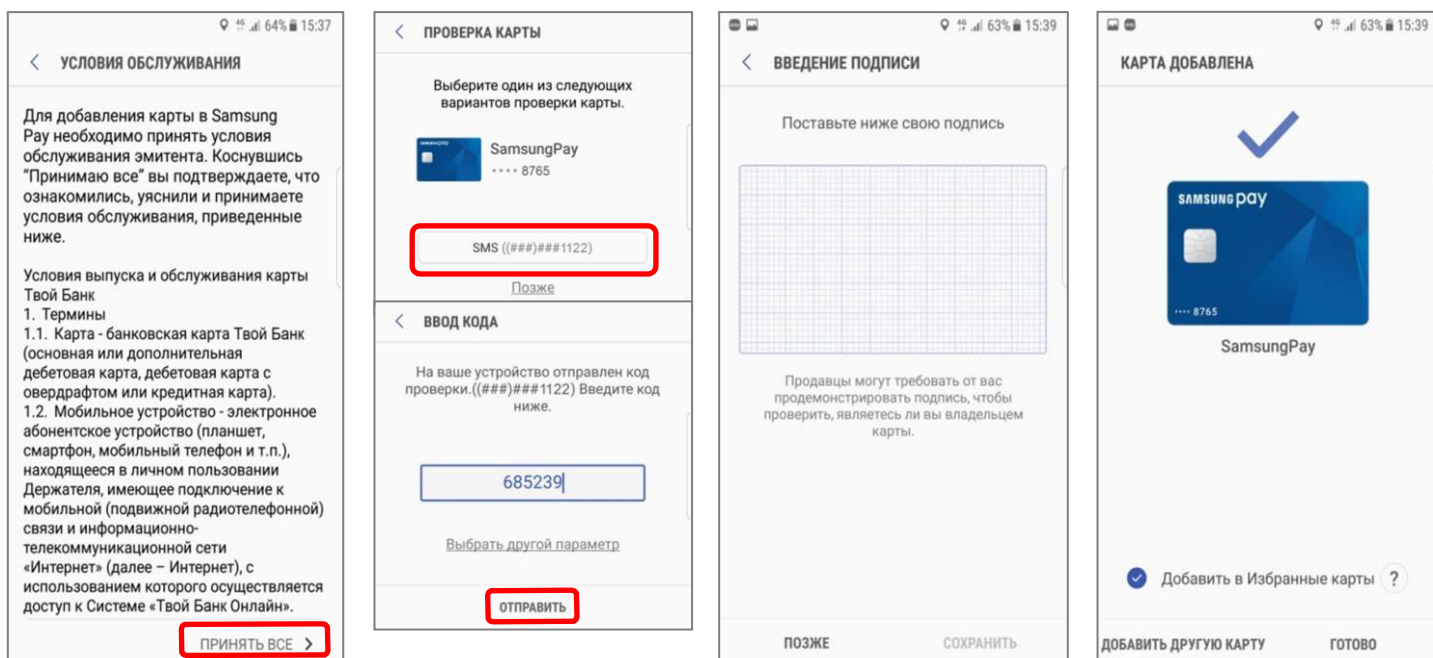 64% 15:37
УСЛОВИЯ ОБСЛУЖИВАНИЯ
Для добавления карты в Samsung
Pay необходимо принять условия
обслуживания эмитента. Коснувшись
“Принимаю все” вы подтверждаете, что
ознакомились, уяснили и принимаете
условия обслуживания, приведенные
ниже.
Условия выпуска и обслуживания карты
Твой Банк
1. Термины
1.1. Карта - банковская карта Твой Банк
(основная или дополнительная
дебетовая карта, дебетовая карта с
овердрафтом или кредитная карта).
1.2. Мобильное устройство - электронное
абонентское устройство (планшет,
смартфон, мобильный телефон и т.п.),
находящееся в личном пользовании
Держателя, имеющее подключение к
мобильной (подвижной радиотелефонной)
связи и информационно-
телекоммуникационной сети
«Интернет» (далее – Интернет), с
использованием которого осуществляется
доступ к Системе «Твой Банк Онлайн».
ПРИНЯТЬ ВСЕ
ПРОВЕРКА КАРТЫ
Выберите один из следующих
вариантов проверки карты.
SamsungPay
•••• 8765
SMS ((###)###1122)
Позже
ВВОД КОДА
На ваше устройство отправлен код
проверки.((###)###1122) Введите код
ниже.
685239
Выбрать другой параметр
ОТПРАВИТЬ
4G 63% 15:39
ВВЕДЕНИЕ ПОДПИСИ
Поставьте ниже свою подпись
Продавцы могут требовать от вас
продемонстрировать подпись, чтобы
проверить, являетесь ли вы владельцем
карты.
ПОЗЖЕ
СОХРАНИТЬ
4G 63% 15:39
КАРТА ДОБАВЛЕНА
SAMSUNG pay
•••• 8765
SamsungPay
Добавить в Избранные карты ?
ДОБАВИТЬ ДРУГУЮ КАРТУ
ГОТОВО